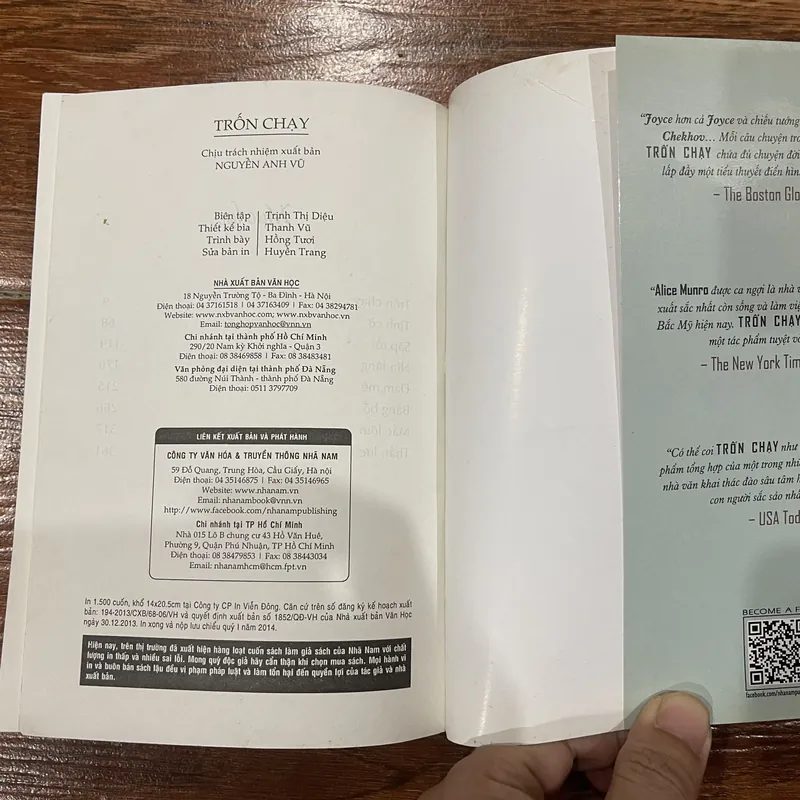 TRỐN CHẠY
Chịu trách nhiệm xuất bản
NGUYỄN ANH VŨ
Biên tập Trịnh Thị Diệu
Thiết kế bìa Thanh Vũ
Trình bày Hồng Tươi
Sửa bản in Huyền Trang
NHÀ XUẤT BẢN VĂN HỌC
18 Nguyễn Trường Tộ - Ba Đình - Hà Nội
Điện thoại: 04 37161518 | 04 37163409 | Fax: 04 38294781
Website: www.nxbvanhoc.com; www.nxbvanhoc.vn
Email: tonghopvanhoc@vnn.vn
Chi nhánh tại thành phố Hồ Chí Minh
290/20 Nam kỳ Khởi nghĩa - Quận 3
Điện thoại: 08 38469858 | Fax: 08 38483481
Văn phòng đại diện tại thành phố Đà Nẵng
580 đường Núi Thành - thành phố Đà Nẵng
Điện thoại: 0511 3797709
LIÊN KẾT XUẤT BẢN VÀ PHÁT HÀNH
CÔNG TY VĂN HÓA & TRUYỀN THÔNG NHÃ NAM
59 Đỗ Quang, Trung Hòa, Cầu Giấy, Hà Nội
Điện thoại: 04 35146875 | Fax: 04 35146965
Website: www.nhanam.vn
Email: nhanambook@vnn.vn
http://www.facebook.com/nhanampublishing
Chi nhánh tại TP Hồ Chí Minh
Nhà 015 Lô B chung cư 43 Hồ Văn Huê,
Phường 9, Quận Phú Nhuận, TP Hồ Chí Minh
Điện thoại: 08 38479853 | Fax: 08 38443034
Email: nhanamhcm@hcm.fpt.vn
In 1.500 cuốn, khổ 14x20.5cm tại Công ty CP In Viễn Đông. Căn cứ trên số đăng ký kế hoạch xuất
bản: 194-2013/CXB/68-06/VH và quyết định xuất bản số 1852/QĐ-VH của Nhà xuất bản Văn Học
ngày 30.12.2013. In xong và nộp lưu chiểu quý I năm 2014.
Hiện nay, trên thị trường đã xuất hiện hàng loạt cuốn sách làm giả sách của Nhã Nam với chất
lượng in thấp và nhiều sai lỗi. Mong quý độc giả hãy cẩn thận khi chọn mua sách. Mọi hành vi
in và buôn bán sách lậu đều vi phạm pháp luật và làm tổn hại đến quyền lợi của tác giả và nhà
xuất bản.
"Joyce hơn cả Joyce và chiều tướng
Chekhov... Mỗi câu chuyện tro
TRỐN CHẠY chứa đủ chuyện đời
lấp đầy một tiểu thuyết điển hìn
– The Boston Glo
"Alice Munro được ca ngợi là nhà v
xuất sắc nhất còn sống và làm việ
Bắc Mỹ hiện nay. TRỐN CHẠY
một tác phẩm tuyệt vờ
– The New York Tim
"Có thể coi TRỐN CHẠY như
phẩm tổng hợp của một trong nhữ
nhà văn khai thác đào sâu tâm h
con người sắc sảo nhấ
– USA Tod
BECOME A F
facebook.com/nhanampu